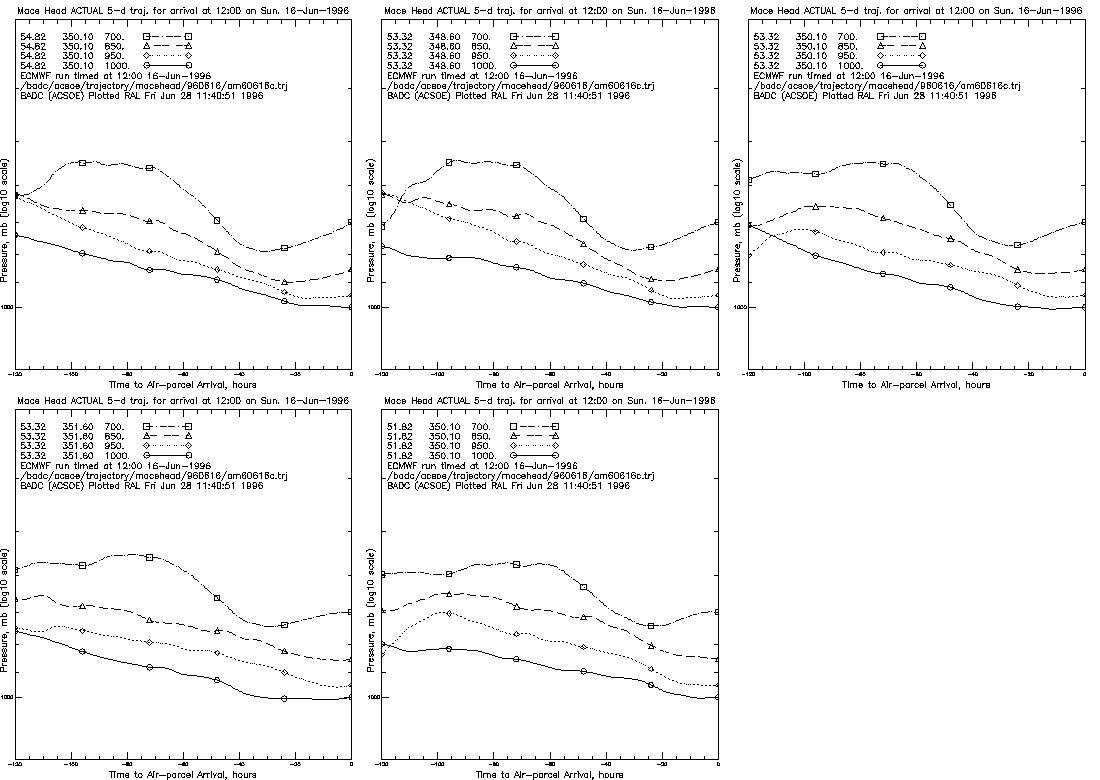 Mace Head ACTUAL 5-d traj. for arrival at 12:00 on Sun. 16-Jun-1996
54.82 350.10 700.
54.82 350.10 850.
54.82 350.10 950.
54.82 350.10 1000.
ECMWF run timed at 12:00 16-Jun-1996
/badc/acsoe/trajectory/macehead/960616/am60616c.trj
BADC (ACSOE) Plotted RAL Fri Jun 28 11:40:51 1996
Pressure, mb [log10 scale)
1000
-120 -100 0
Time to Air-parcel Arrival, hours
Mace Head ACTUAL 5-d traj. for arrival at 12:00 on Sun. 16-Jun-1996
53.32 348.60 700.
53.32 348.60 850.
53.32 348.60 950.
53.32 348.60 1000.
ECMWF run timed at 12:00 16-Jun-1996
/badc/acsoe/trajectory/macehead/960616/am60616c.trj
BADC (ACSOE) Plotted RAL Fri Jun 28 11:40:51 1996
Pressure, mb [log10 scale)
1000
-120 -100 0
Time to Air-parcel Arrival, hours
Mace Head ACTUAL 5-d traj. for arrival at 12:00 on Sun. 16-Jun-1996
53.32 350.10 700.
53.32 350.10 850.
53.32 350.10 950.
53.32 350.10 1000.
ECMWF run timed at 12:00 16-Jun-1996
/badc/acsoe/trajectory/macehead/960616/am60616c.trj
BADC (ACSOE) Plotted RAL Fri Jun 28 11:40:51 1996
Pressure, mb [log10 scale)
1000
-120 -100 0
Time to Air-parcel Arrival, hours
Mace Head ACTUAL 5-d traj. for arrival at 12:00 on Sun. 16-Jun-1996
53.32 351.60 700.
53.32 351.60 850.
53.32 351.60 950.
53.32 351.60 1000.
ECMWF run timed at 12:00 16-Jun-1996
/badc/acsoe/trajectory/macehead/960616/am60616c.trj
BADC (ACSOE) Plotted RAL Fri Jun 28 11:40:51 1996
Pressure, mb [log10 scale)
1000
-120 -100 0
Time to Air-parcel Arrival, hours
Mace Head ACTUAL 5-d traj. for arrival at 12:00 on Sun. 16-Jun-1996
51.82 350.10 700.
51.82 350.10 850.
51.82 350.10 950.
51.82 350.10 1000.
ECMWF run timed at 12:00 16-Jun-1996
/badc/acsoe/trajectory/macehead/960616/am60616c.trj
BADC (ACSOE) Plotted RAL Fri Jun 28 11:40:51 1996
Pressure, mb [log10 scale)
1000
-120 -100 0
Time to Air-parcel Arrival, hours